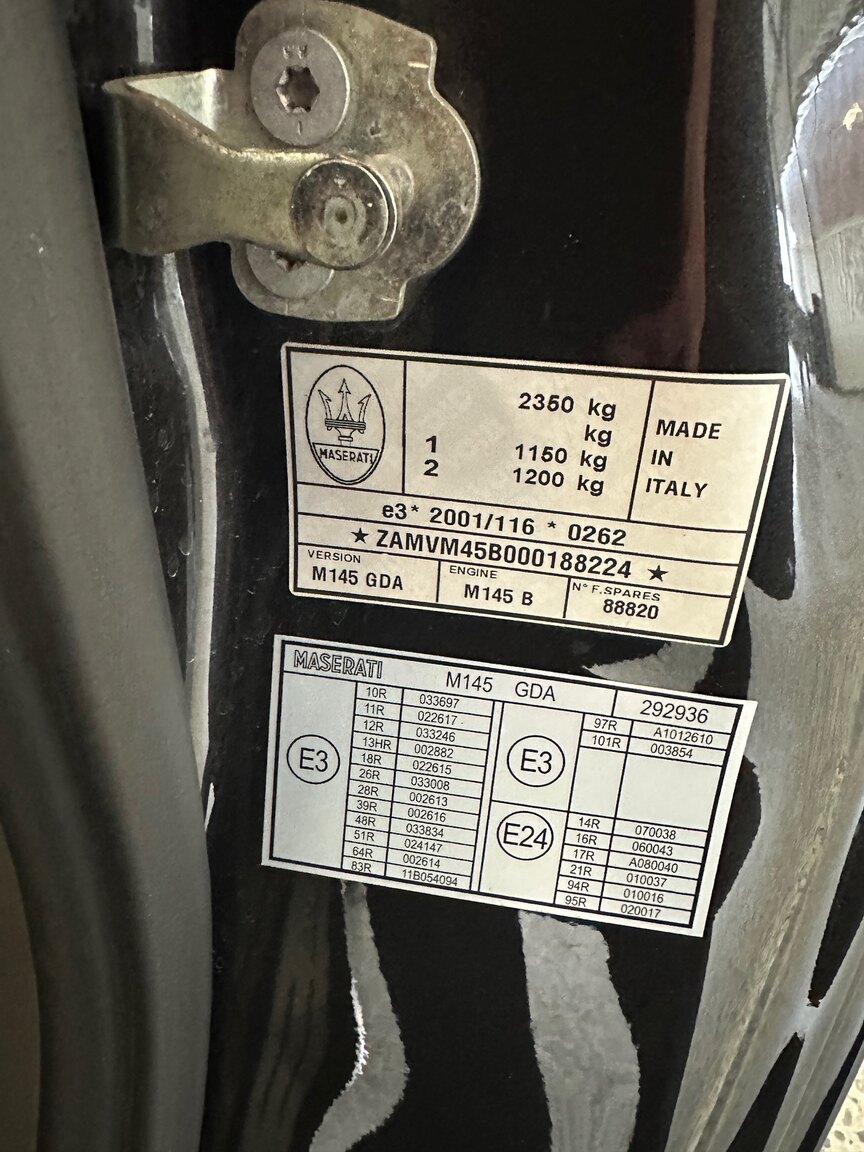 MASERATI
2350 kg
kg
1 1150 kg
2 1200 kg
MADE
IN
ITALY
e3* 2001/116 * 0262
★ ZAMVM45B000188224 ★
VERSION
M145 GDA
ENGINE
M145 B
N° F.SPARES
88820
MASERATI M145 GDA 292936
E3
10R 033697
11R 022617
12R 033246
13HR 002882
18R 022615
26R 033008
28R 002613
39R 002616
48R 033834
51R 024147
64R 002614
83R 11B054094
E3
97R A1012610
101R 003854
E24
14R 070038
16R 060043
17R A080040
21R 010037
94R 010016
95R 020017